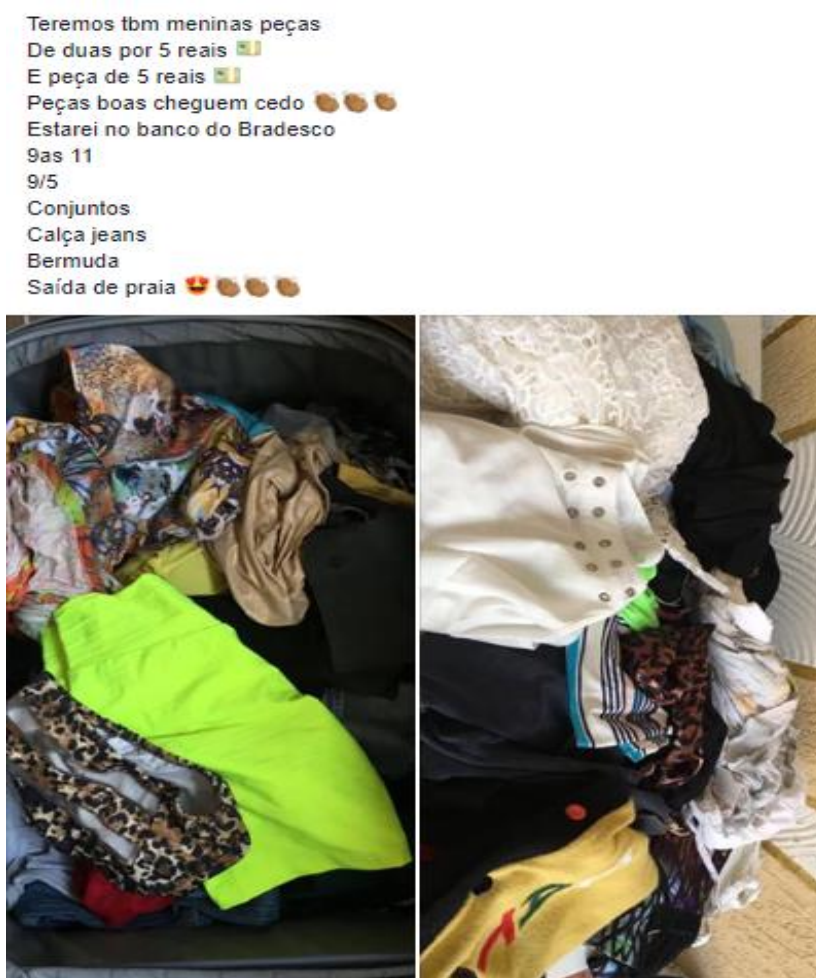 Teremos tbm meninas peças
De duas por 5 reais 💵
E peça de 5 reais 💵
Peças boas cheguem cedo 👏🏾👏🏾👏🏾
Estarei no banco do Bradesco
9as 11
9/5
Conjuntos
Calça jeans
Bermuda
Saída de praia 🤩👏🏾👏🏾👏🏾